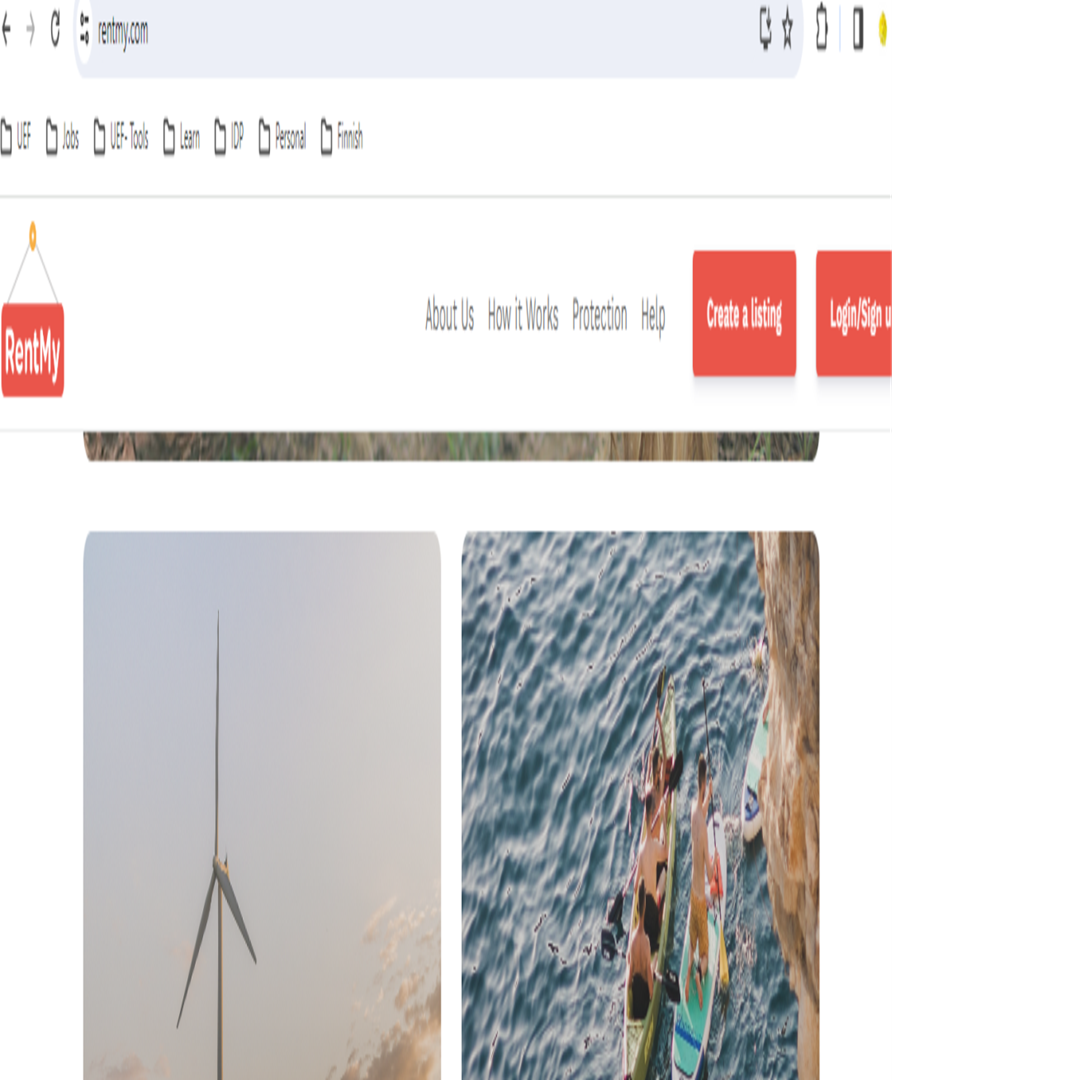 rentmy.com
UEF Jobs UEF- Tools Learn IDP Personal Finnish
RentMy About Us How it Works Protection Help Create a listing Login/Sign u